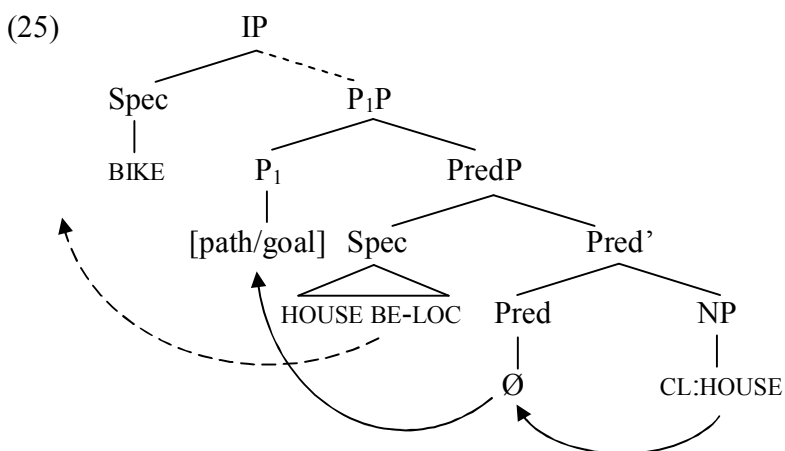 (25) IP
Spec P₁P
BIKE P₁ PredP
[path/goal] Spec Pred’
HOUSE BE-LOC Pred NP
Ø CL:HOUSE